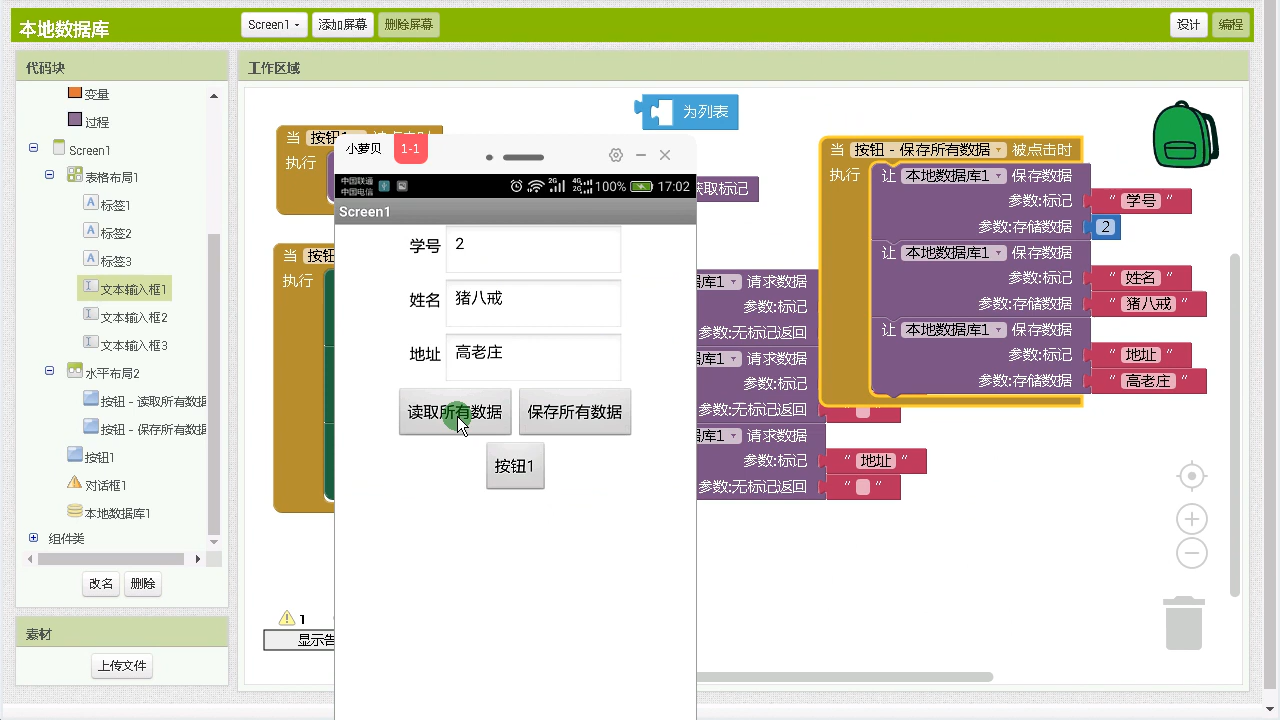 本地数据库
Screen1
添加屏幕
删除屏幕
设计
编程
代码块
变量
过程
Screen1
表格布局1
标签1
标签2
标签3
文本输入框1
文本输入框2
文本输入框3
水平布局2
按钮 - 读取所有数据
按钮 - 保存所有数据
按钮1
对话框1
本地数据库1
组件类
改名
删除
素材
上传文件
工作区域
为列表
当
执行
取标记
当 按钮
执行
1
显示告
小萝贝 1-1
中国联通
中国电信
2G
4G
100%
17:02
Screen1
学号 2
姓名 猪八戒
地址 高老庄
读取所有数据 保存所有数据
按钮1
据库1 请求数据
参数:标记
参数:无标记返回
据库1 请求数据
参数:标记
参数:无标记返回
据库1 请求数据
参数:标记 “ 地址 ”
参数:无标记返回 “ ”
当 按钮 - 保存所有数据 被点击时
执行 让 本地数据库1 保存数据
参数:标记 “ 学号 ”
参数:存储数据 2
让 本地数据库1 保存数据
参数:标记 “ 姓名 ”
参数:存储数据 “ 猪八戒 ”
让 本地数据库1 保存数据
参数:标记 “ 地址 ”
参数:存储数据 “ 高老庄 ”